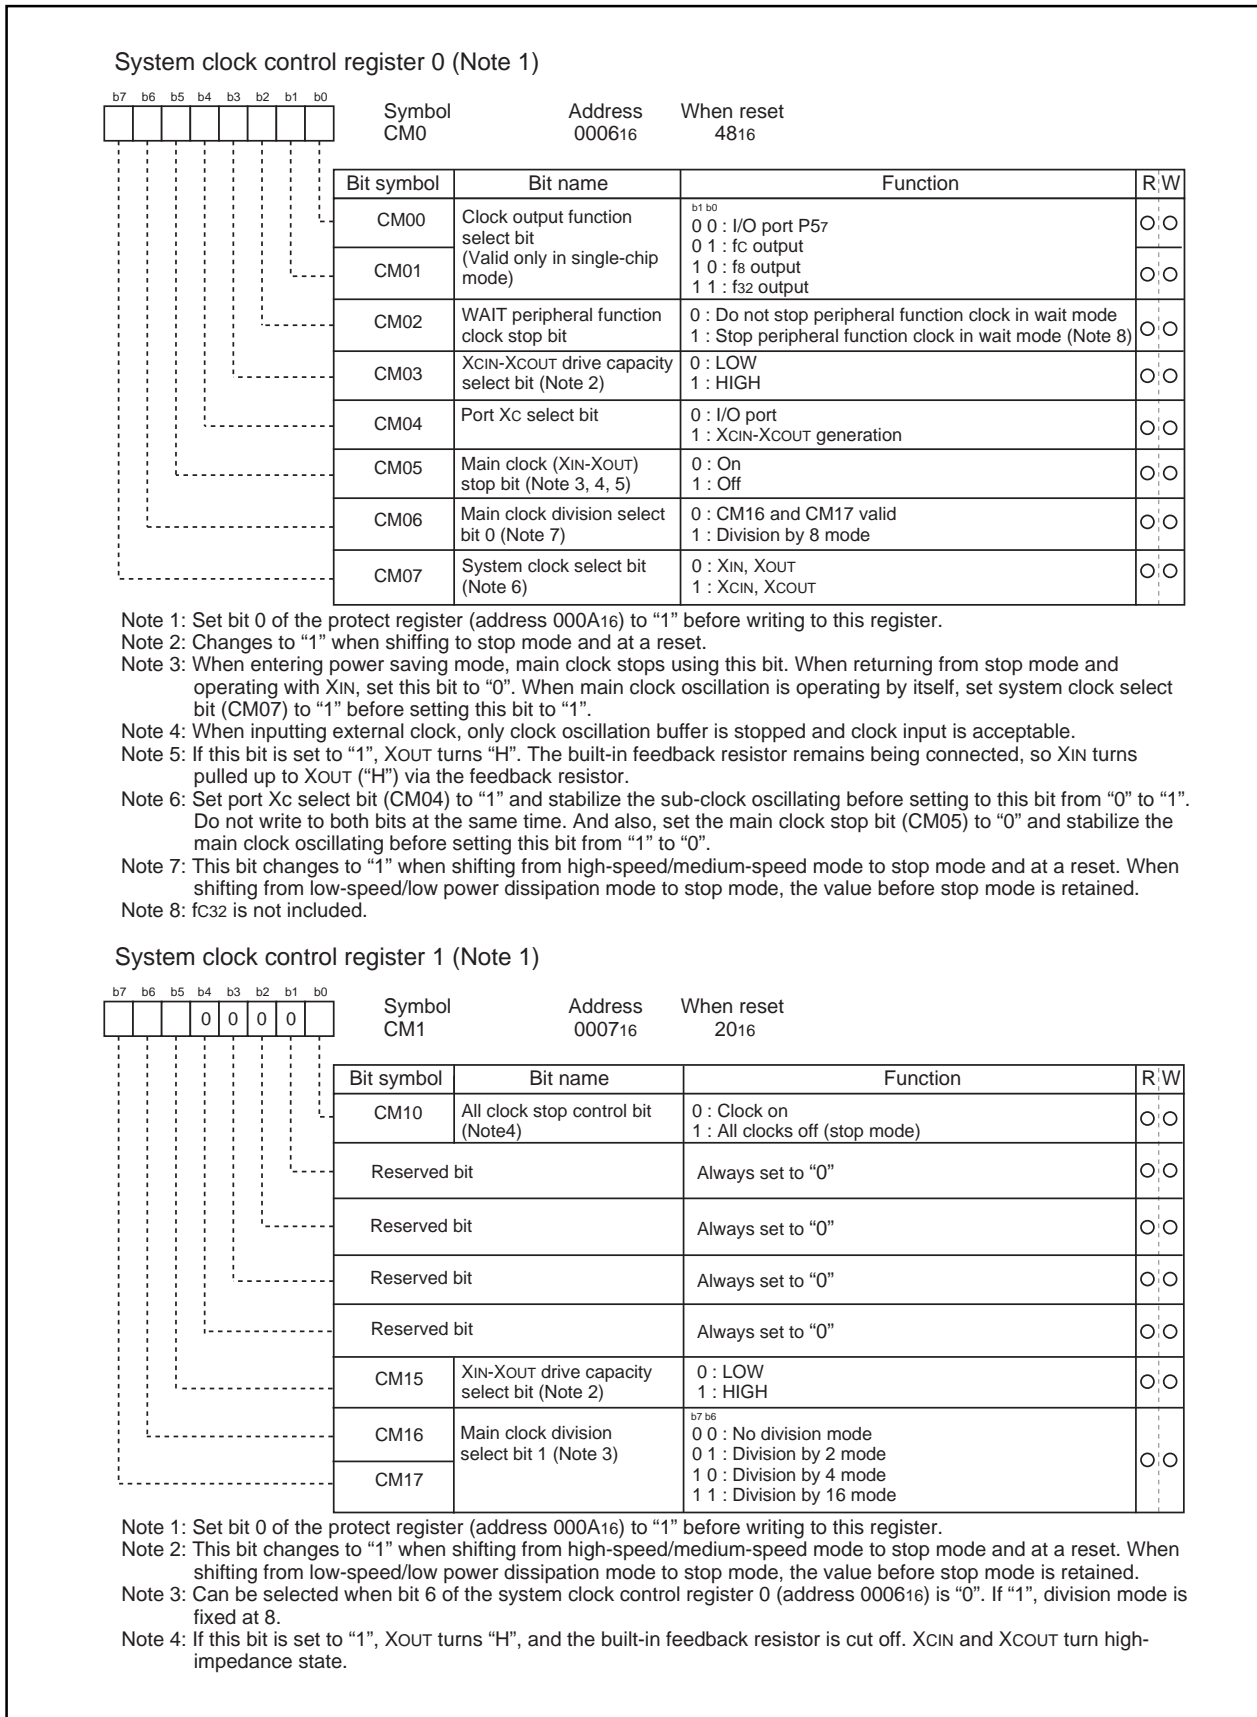 System clock control register 0 (Note 1)
b7 b6 b5 b4 b3 b2 b1 b0
Symbol Address When reset
CM0 000616 4816
Bit symbol Bit name Function R W
CM00 Clock output function select bit (Valid only in single-chip mode)
b1 b0
0 0 : I/O port P57
0 1 : fC output
CM01
1 0 : f8 output
1 1 : f32 output
CM02 WAIT peripheral function clock stop bit
0 : Do not stop peripheral function clock in wait mode
1 : Stop peripheral function clock in wait mode (Note 8)
CM03 XCIN-XCOUT drive capacity select bit (Note 2)
0 : LOW
1 : HIGH
CM04 Port XC select bit
0 : I/O port
1 : XCIN-XCOUT generation
CM05 Main clock (XIN-XOUT) stop bit (Note 3, 4, 5)
0 : On
1 : Off
CM06 Main clock division select bit 0 (Note 7)
0 : CM16 and CM17 valid
1 : Division by 8 mode
CM07 System clock select bit (Note 6)
0 : XIN, XOUT
1 : XCIN, XCOUT
Note 1: Set bit 0 of the protect register (address 000A16) to “1” before writing to this register.
Note 2: Changes to “1” when shiffing to stop mode and at a reset.
Note 3: When entering power saving mode, main clock stops using this bit. When returning from stop mode and
operating with XIN, set this bit to “0”. When main clock oscillation is operating by itself, set system clock select
bit (CM07) to “1” before setting this bit to “1”.
Note 4: When inputting external clock, only clock oscillation buffer is stopped and clock input is acceptable.
Note 5: If this bit is set to “1”, XOUT turns “H”. The built-in feedback resistor remains being connected, so XIN turns
pulled up to XOUT (“H”) via the feedback resistor.
Note 6: Set port Xc select bit (CM04) to “1” and stabilize the sub-clock oscillating before setting to this bit from “0” to “1”.
Do not write to both bits at the same time. And also, set the main clock stop bit (CM05) to “0” and stabilize the
main clock oscillating before setting this bit from “1” to “0”.
Note 7: This bit changes to “1” when shifting from high-speed/medium-speed mode to stop mode and at a reset. When
shifting from low-speed/low power dissipation mode to stop mode, the value before stop mode is retained.
Note 8: fC32 is not included.
System clock control register 1 (Note 1)
b7 b6 b5 b4 b3 b2 b1 b0
0 0 0 0
Symbol Address When reset
CM1 000716 2016
Bit symbol Bit name Function R W
CM10 All clock stop control bit (Note4)
0 : Clock on
1 : All clocks off (stop mode)
Reserved bit Always set to “0”
Reserved bit Always set to “0”
Reserved bit Always set to “0”
Reserved bit Always set to “0”
CM15 XIN-XOUT drive capacity select bit (Note 2)
0 : LOW
1 : HIGH
CM16 Main clock division select bit 1 (Note 3)
b7 b6
0 0 : No division mode
0 1 : Division by 2 mode
CM17
1 0 : Division by 4 mode
1 1 : Division by 16 mode
Note 1: Set bit 0 of the protect register (address 000A16) to “1” before writing to this register.
Note 2: This bit changes to “1” when shifting from high-speed/medium-speed mode to stop mode and at a reset. When
shifting from low-speed/low power dissipation mode to stop mode, the value before stop mode is retained.
Note 3: Can be selected when bit 6 of the system clock control register 0 (address 000616) is “0”. If “1”, division mode is
fixed at 8.
Note 4: If this bit is set to “1”, XOUT turns “H”, and the built-in feedback resistor is cut off. XCIN and XCOUT turn high-
impedance state.